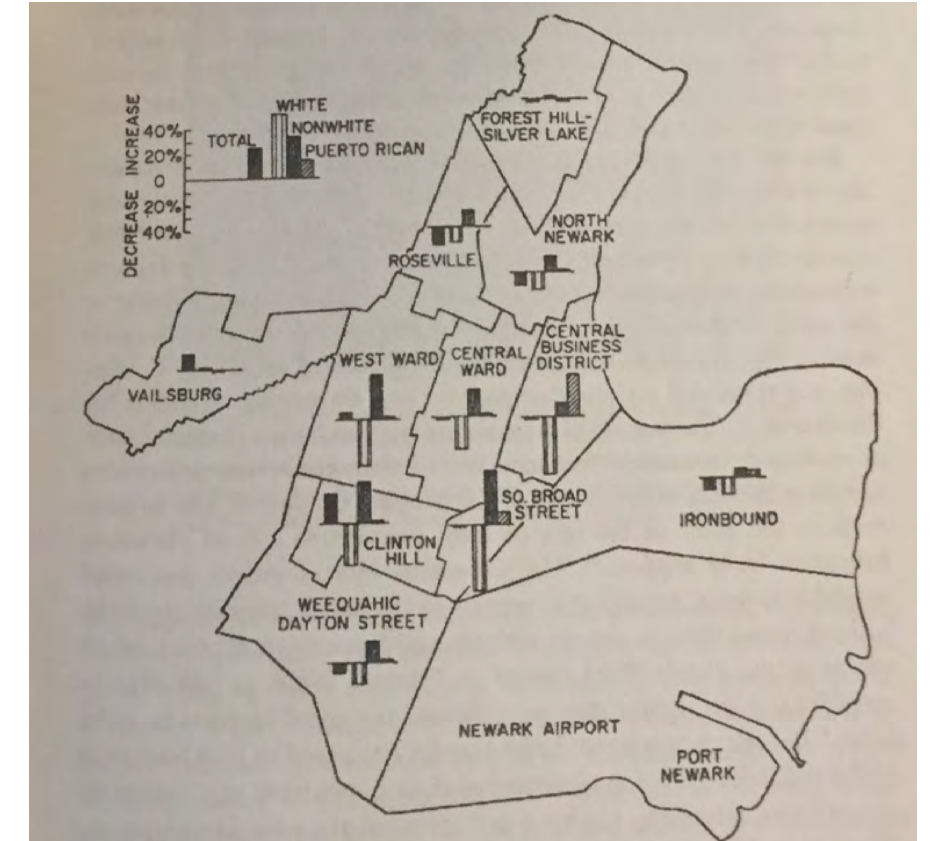 DECREASE INCREASE
40%
20%
0
20%
40%
TOTAL
WHITE
NONWHITE
PUERTO RICAN
FOREST HILL-
SILVER LAKE
NORTH
NEWARK
ROSEVILLE
VAILSBURG
WEST WARD
CENTRAL
WARD
CENTRAL
BUSINESS
DISTRICT
SO. BROAD
STREET
IRONBOUND
CLINTON
HILL
WEEQUAHIC
DAYTON STREET
NEWARK AIRPORT
PORT
NEWARK